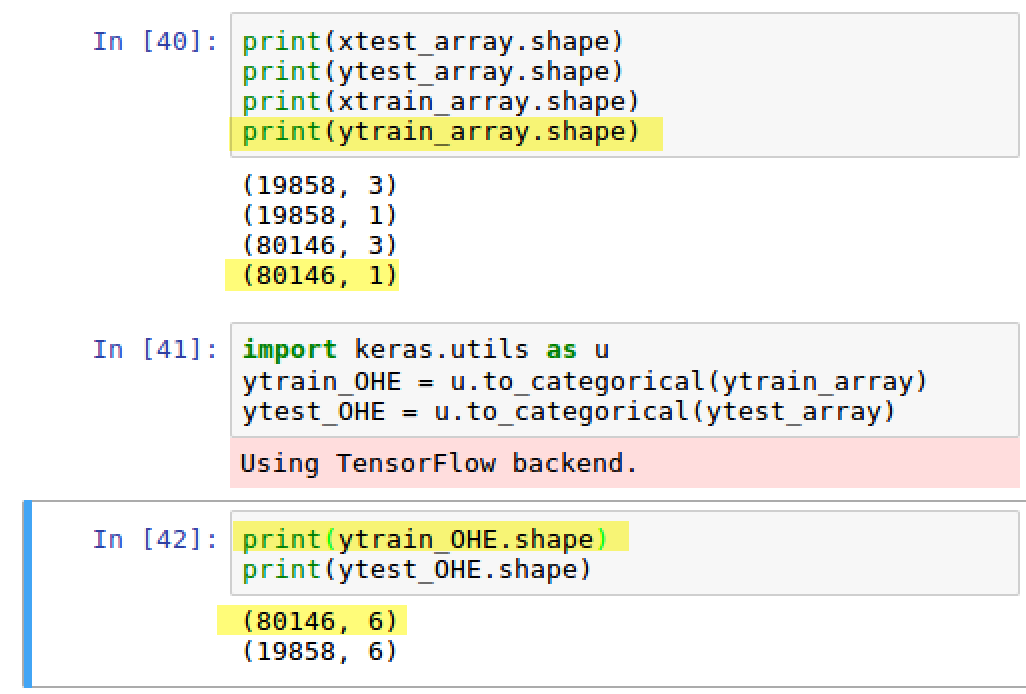 In [40]: print(xtest_array.shape)
print(ytest_array.shape)
print(xtrain_array.shape)
print(ytrain_array.shape)
(19858, 3)
(19858, 1)
(80146, 3)
(80146, 1)
In [41]: import keras.utils as u
ytrain_OHE = u.to_categorical(ytrain_array)
ytest_OHE = u.to_categorical(ytest_array)
Using TensorFlow backend.
In [42]: print(ytrain_OHE.shape)
print(ytest_OHE.shape)
(80146, 6)
(19858, 6)